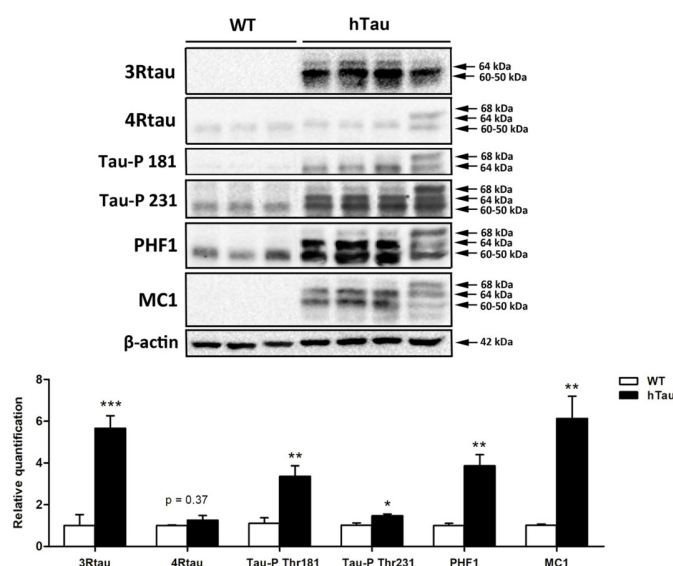 WT hTau
3Rtau
64 kDa
60-50 kDa
4Rtau
68 kDa
64 kDa
60-50 kDa
Tau-P 181
68 kDa
64 kDa
Tau-P 231
68 kDa
64 kDa
60-50 kDa
PHF1
68 kDa
64 kDa
60-50 kDa
MC1
68 kDa
64 kDa
60-50 kDa
β-actin
42 kDa
Relative quantification
8
6
4
2
0
***
p = 0.37
**
*
**
**
WT
hTau
3Rtau 4Rtau Tau-P Thr181 Tau-P Thr231 PHF1 MC1